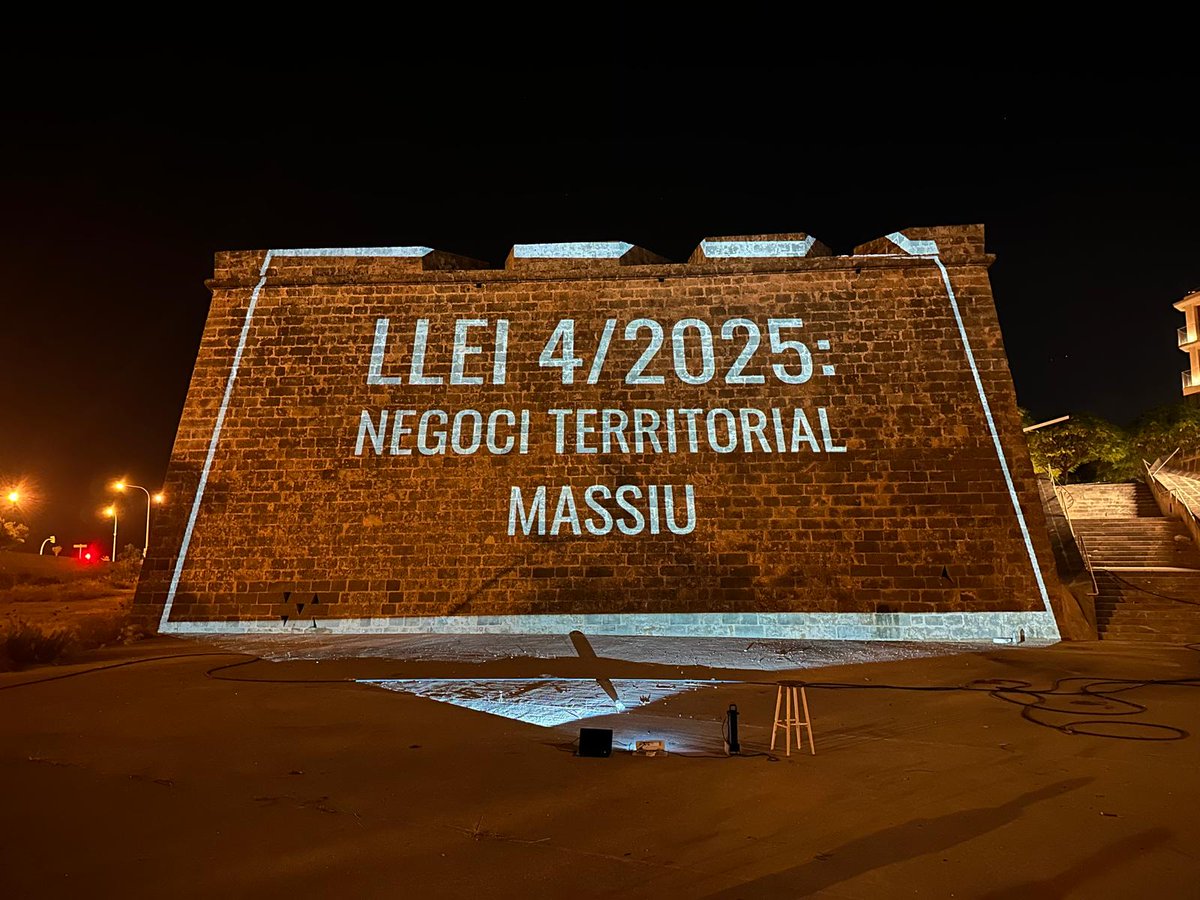 LLEI 4/2025:
NEGOCI TERRITORIAL
MASSIU